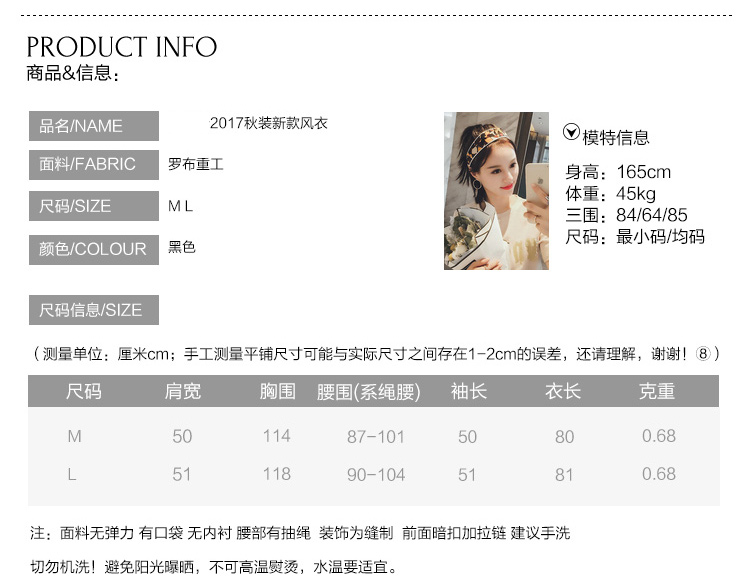 PRODUCT INFO
商品&信息：
品名/NAME 2017秋装新款风衣
面料/FABRIC 罗布重工
尺码/SIZE M L
颜色/COLOUR 黑色
模特信息
身高：165cm
体重：45kg
三围：84/64/85
尺码：最小码/均码
尺码信息/SIZE
（测量单位：厘米cm；手工测量平铺尺寸可能与实际尺寸之间存在1-2cm的误差，还请理解，谢谢！⑧）
尺码 肩宽 胸围 腰围(系绳腰) 袖长 衣长 克重
M 50 114 87-101 50 80 0.68
L 51 118 90-104 51 81 0.68
注：面料无弹力 有口袋 无内衬 腰部有抽绳 装饰为缝制 前面暗扣加拉链 建议手洗
切勿机洗！避免阳光曝晒，不可高温熨烫，水温要适宜。